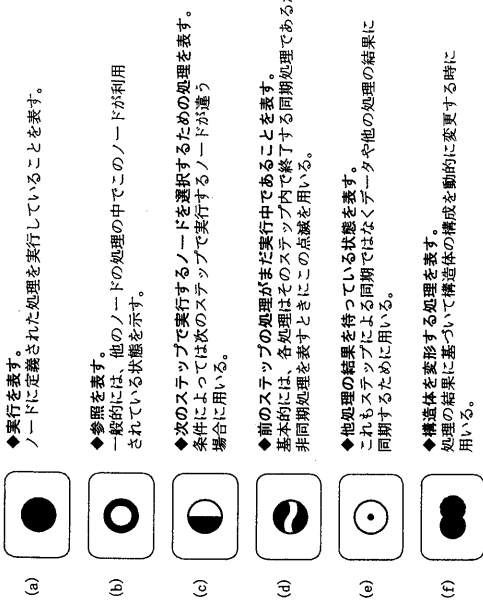 (a)
◆実行を表す。
ノードに定義された処理を実行していることを表す。
(b)
◆参照を表す。
一般的には、他のノードの処理の中でこのノードが利用
されている状態を示す。
(c)
◆次のステップで実行するノードを選択するための処理を表す。
条件によっては次のステップで実行するノードが違う
場合に用いる。
(d)
◆前のステップの処理がまだ実行中であることを表す。
基本的には、各処理はそのステップ内で終了する同期処理である
非同期処理を表すときにこの点滅を用いる。
(e)
◆他処理の結果を待っている状態を表す。
これもステップによる同期ではなくデータや他の処理の結果に
同期するために用いる。
(f)
◆構造体を変形する処理を表す。
処理の結果に基づいて構造体の構成を動的に変更する時に
用いる。